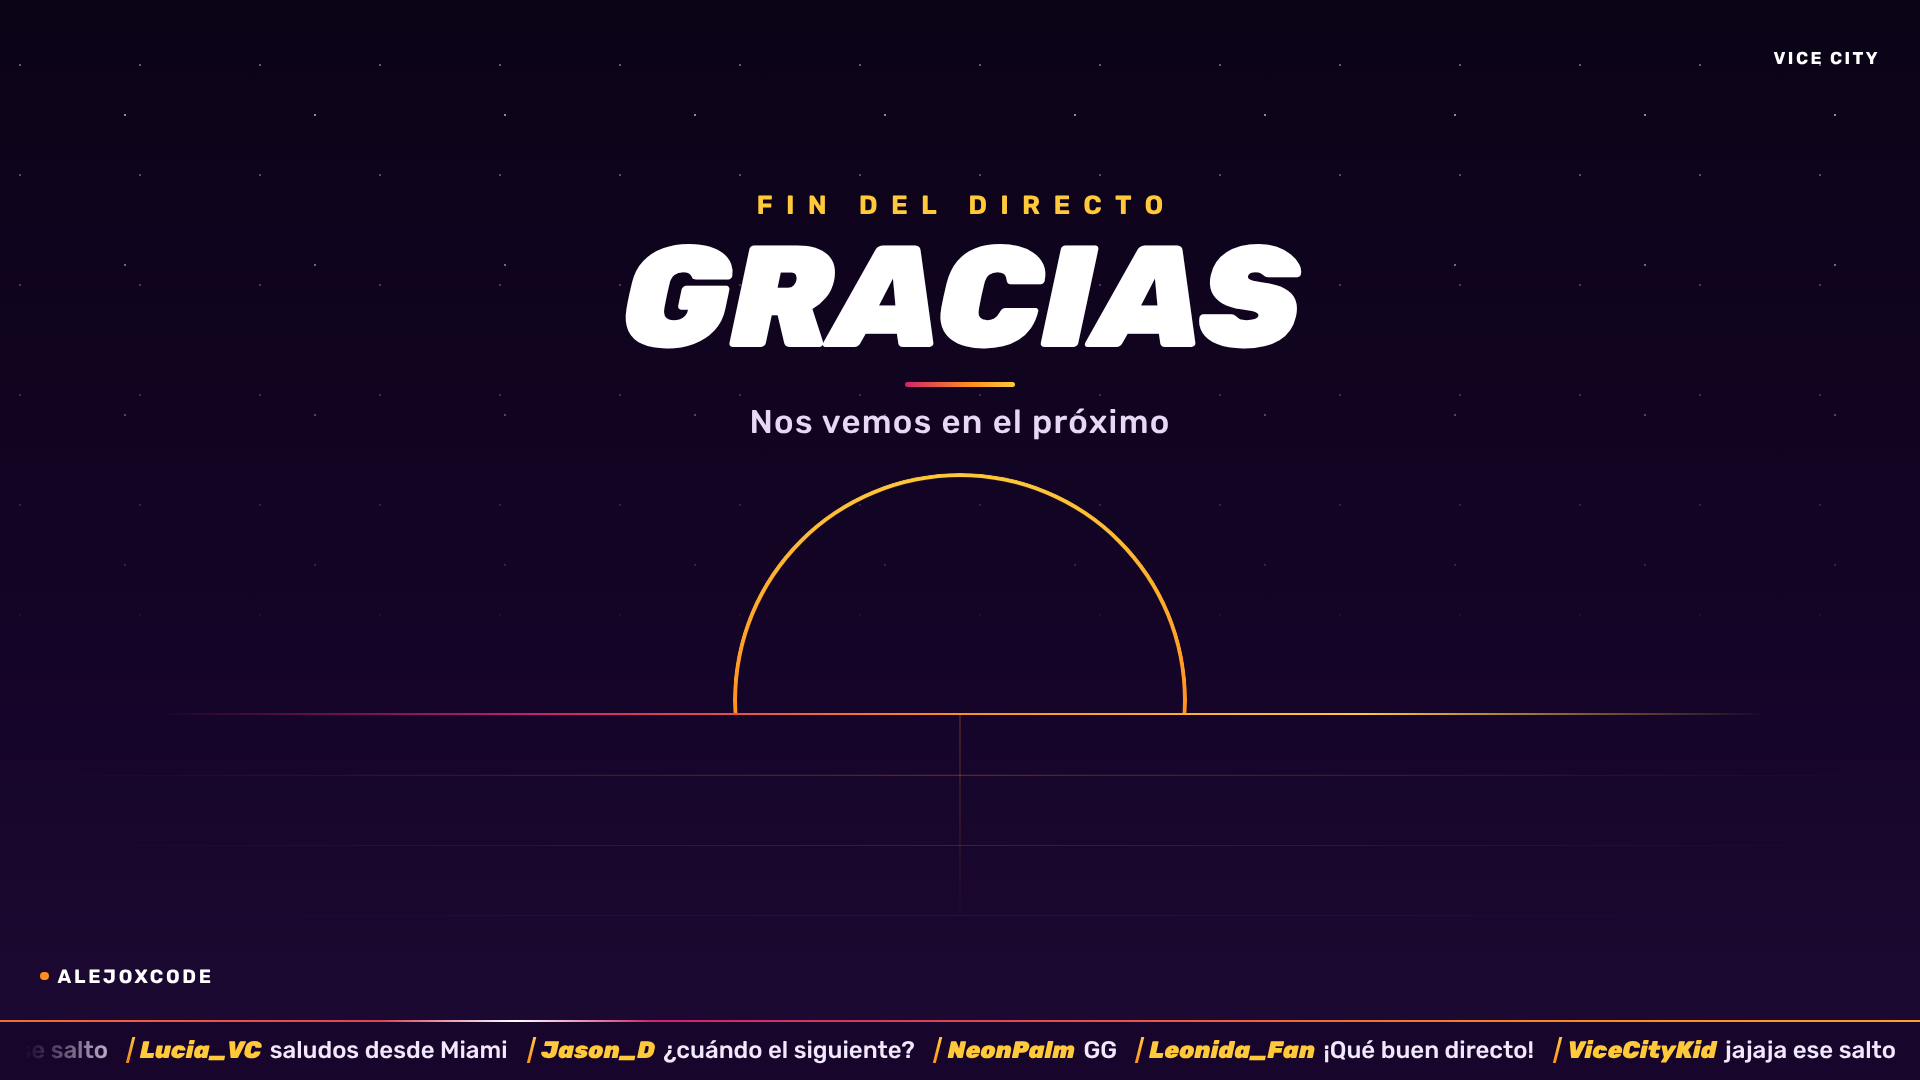 VICE CITY
FIN DEL DIRECTO
GRACIAS
Nos vemos en el próximo
ALEJOXCODE
salto / Lucia_VC saludos desde Miami / Jason_D ¿cuándo el siguiente? / NeonPalm GG / Leonida_Fan ¡Qué buen directo! / ViceCityKid jajaja ese salto